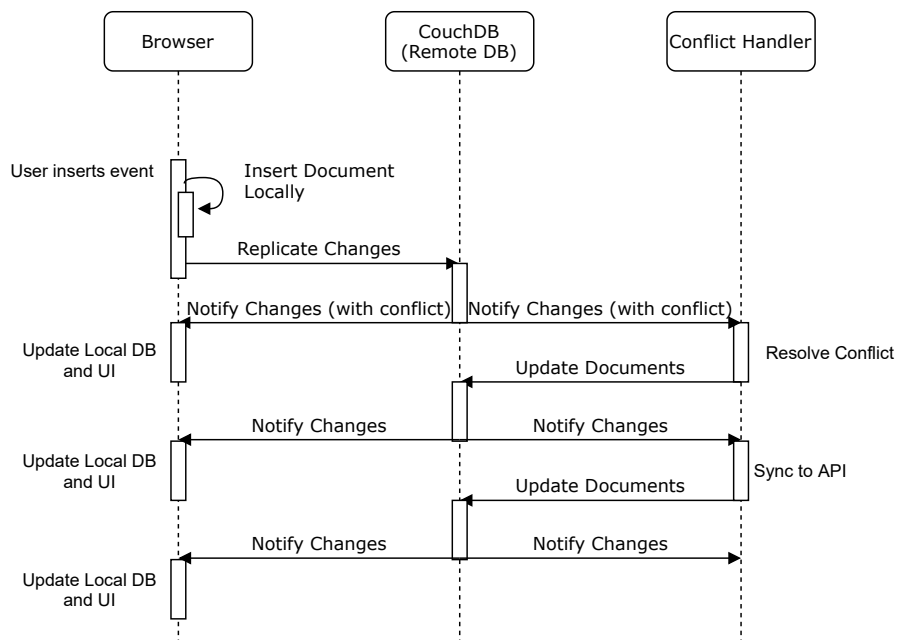 Browser
CouchDB
(Remote DB)
Conflict Handler
User inserts event
Insert Document
Locally
Replicate Changes
Notify Changes (with conflict)
Notify Changes (with conflict)
Update Local DB
and UI
Resolve Conflict
Update Documents
Notify Changes
Notify Changes
Update Local DB
and UI
Sync to API
Update Documents
Notify Changes
Notify Changes
Update Local DB
and UI